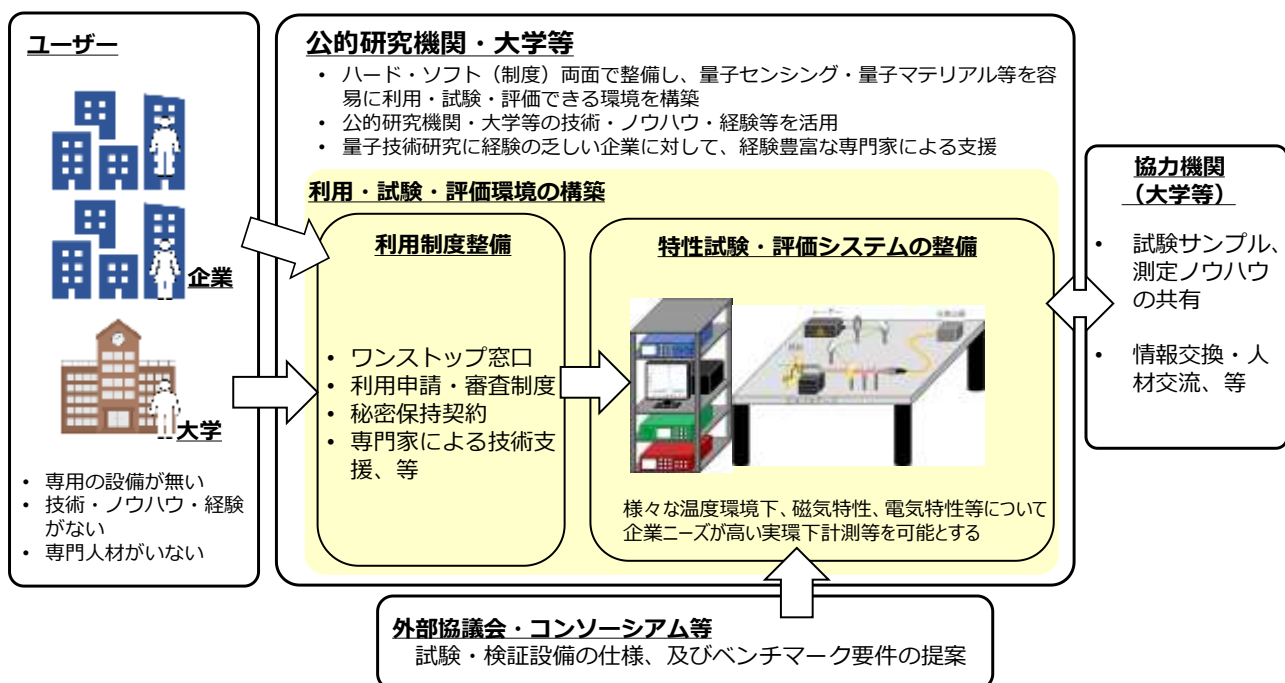 ユーザー
企業
大学
• 専用の設備が無い
• 技術・ノウハウ・経験
がない
• 専門人材がいない
公的研究機関・大学等
• ハード・ソフト（制度）両面で整備し、量子センシング・量子マテリアル等を容
易に利用・試験・評価できる環境を構築
• 公的研究機関・大学等の技術・ノウハウ・経験等を活用
• 量子技術研究に経験の乏しい企業に対して、経験豊富な専門家による支援
利用・試験・評価環境の構築
利用制度整備
• ワンストップ窓口
• 利用申請・審査制度
• 秘密保持契約
• 専門家による技術支
援、等
特性試験・評価システムの整備
様々な温度環境下、磁気特性、電気特性等について
企業ニーズが高い実環下計測等を可能とする
協力機関
（大学等）
• 試験サンプル、
測定ノウハウ
の共有
• 情報交換・人
材交流、等
外部協議会・コンソーシアム等
試験・検証設備の仕様、及びベンチマーク要件の提案